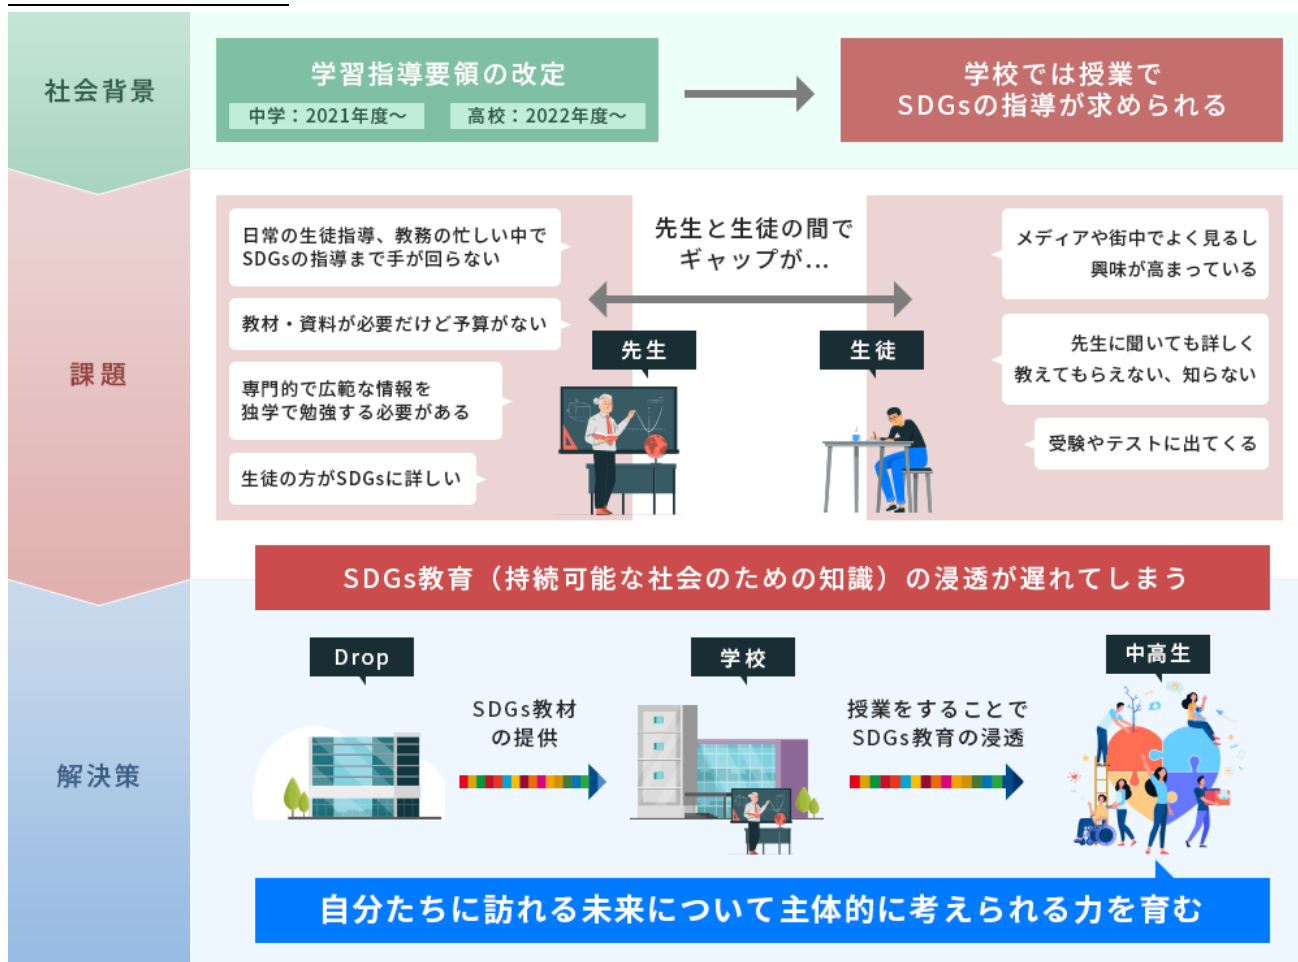 社会背景
学習指導要領の改定
中学：2021年度～
高校：2022年度～
学校では授業で
SDGsの指導が求められる
課題
日常の生徒指導、教務の忙しい中で
SDGsの指導まで手が回らない
教材・資料が必要だけど予算がない
専門的で広範な情報を
独学で勉強する必要がある
生徒の方がSDGsに詳しい
先生と生徒の間で
ギャップが...
先生
生徒
メディアや街中でよく見るし
興味が高まっている
先生に聞いても詳しく
教えてもらえない、知らない
受験やテストに出てくる
SDGs教育（持続可能な社会のための知識）の浸透が遅れてしまう
解決策
Drop
SDGs教材
の提供
学校
授業をすることで
SDGs教育の浸透
中高生
自分たちに訪れる未来について主体的に考えられる力を育む